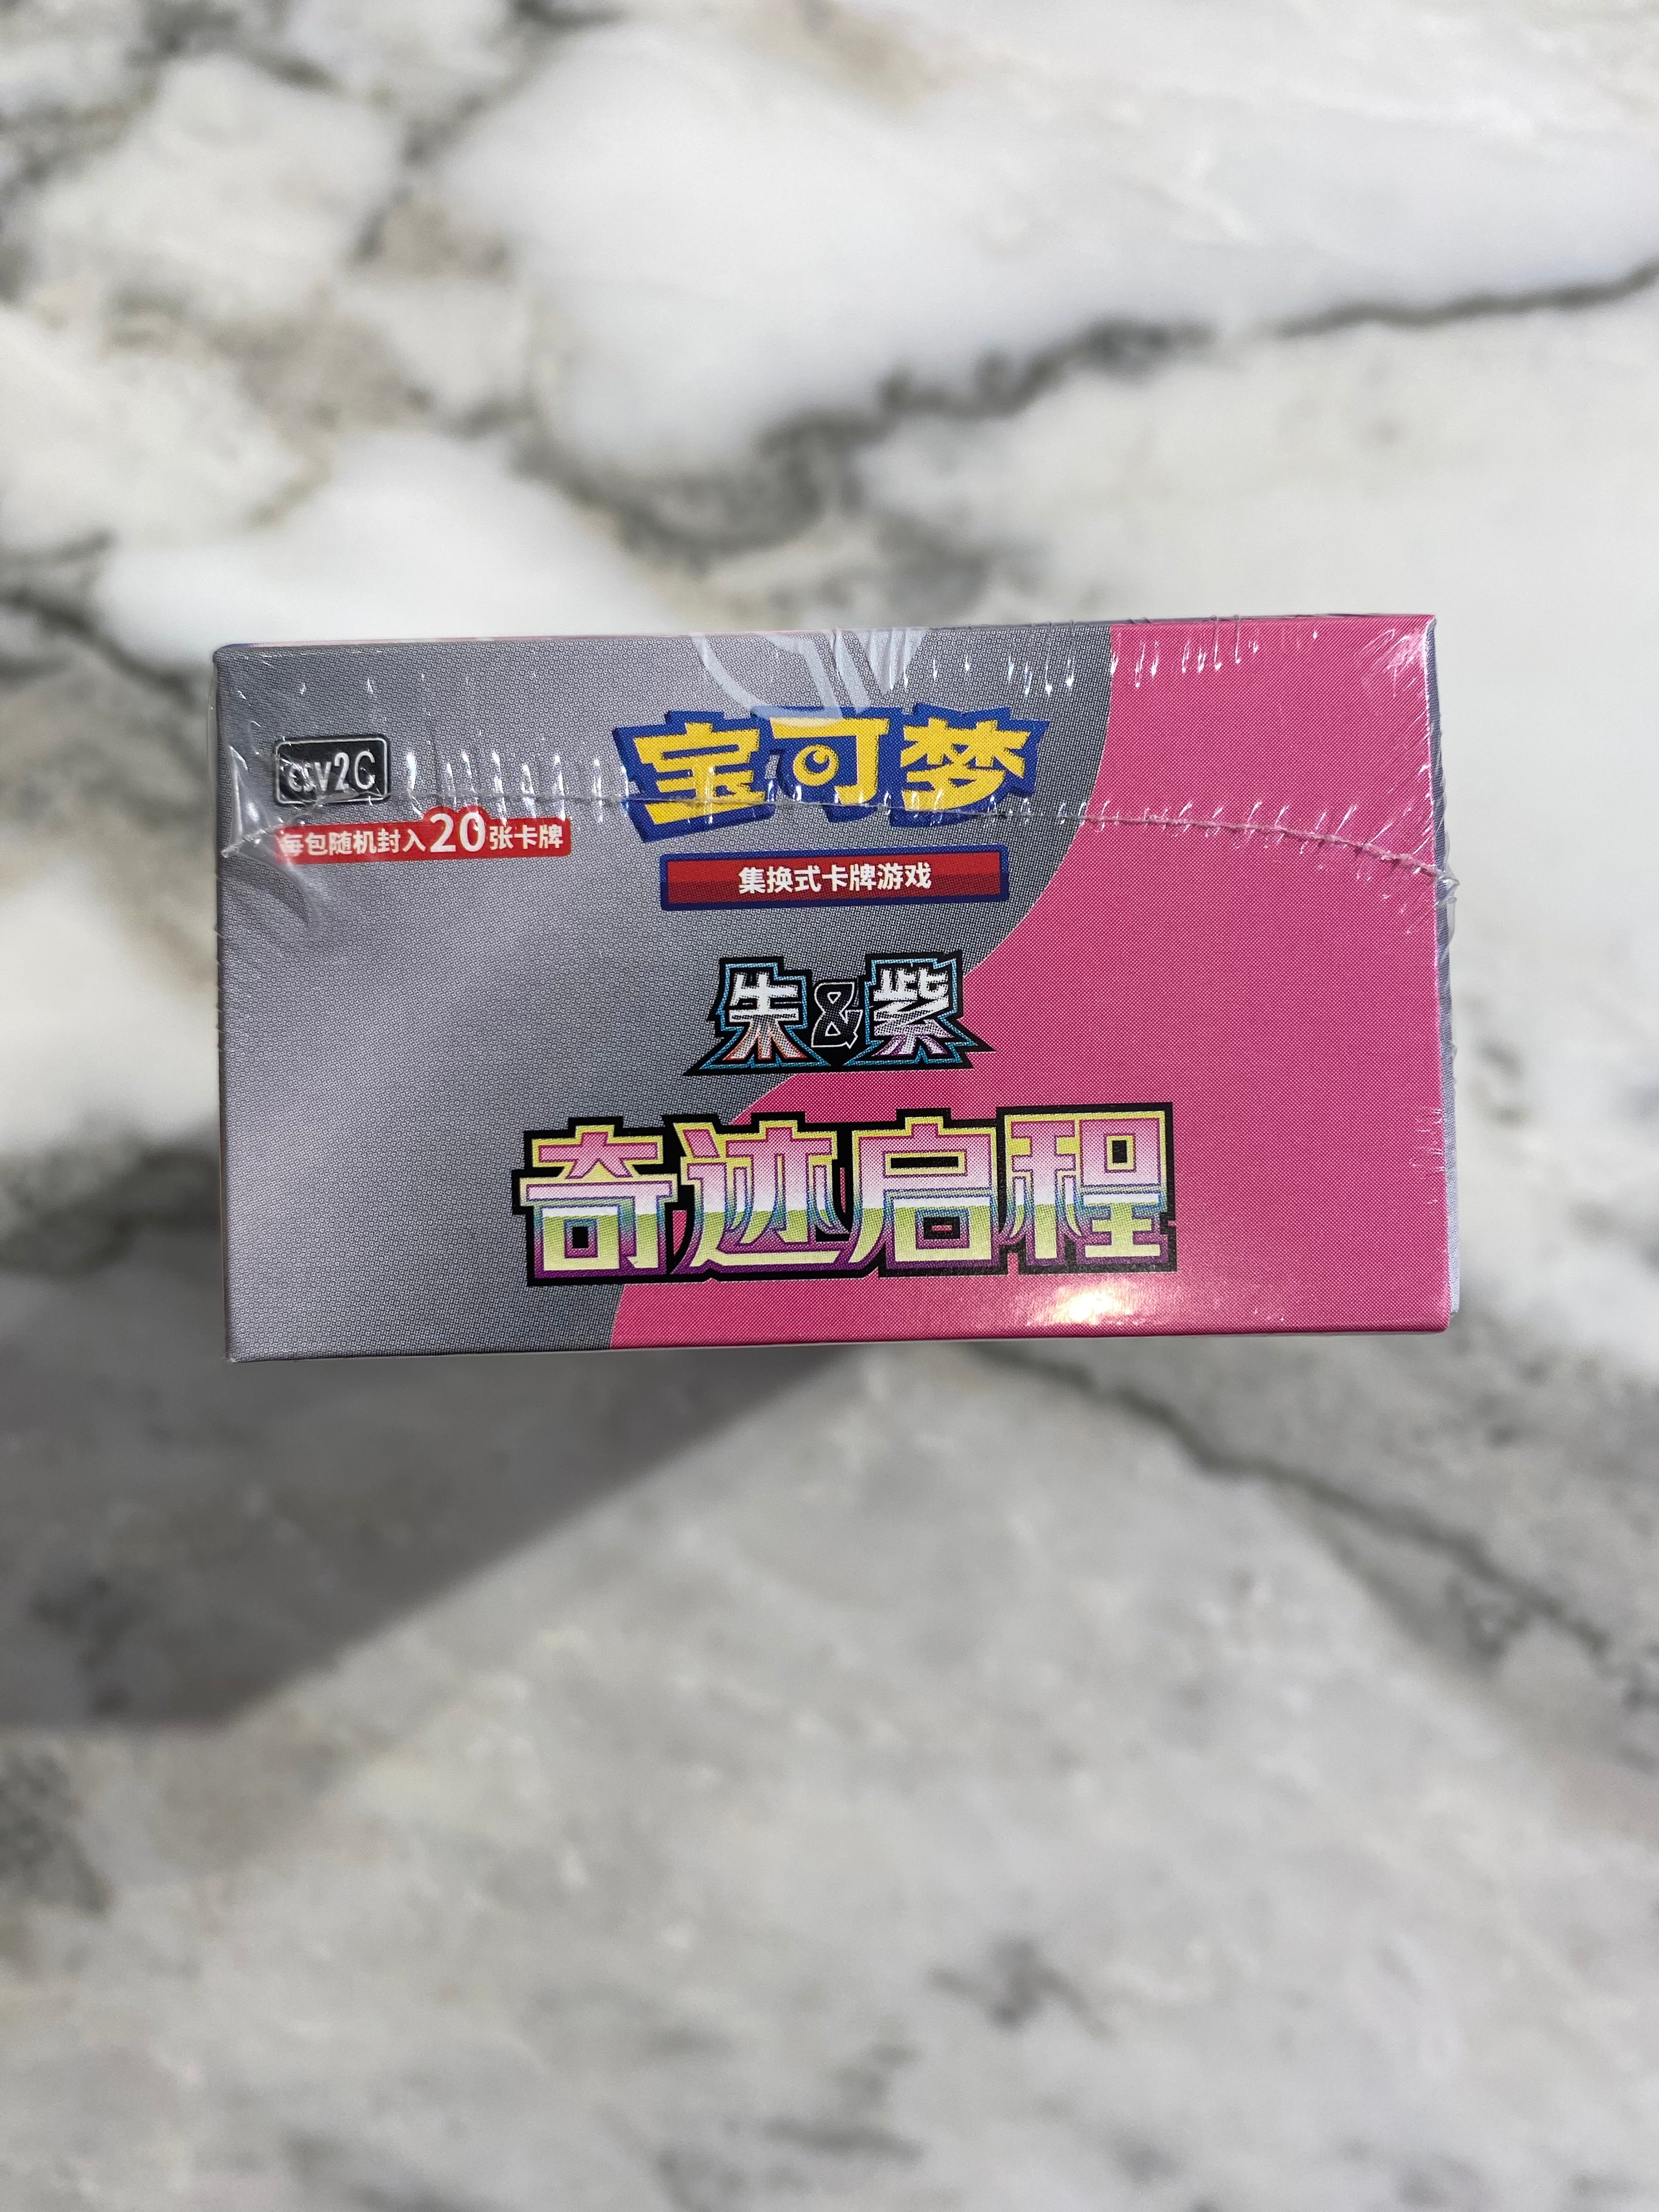 csv2C
宝可梦
每包随机封入20张卡牌
集换式卡牌游戏
朱&紫
奇迹启程